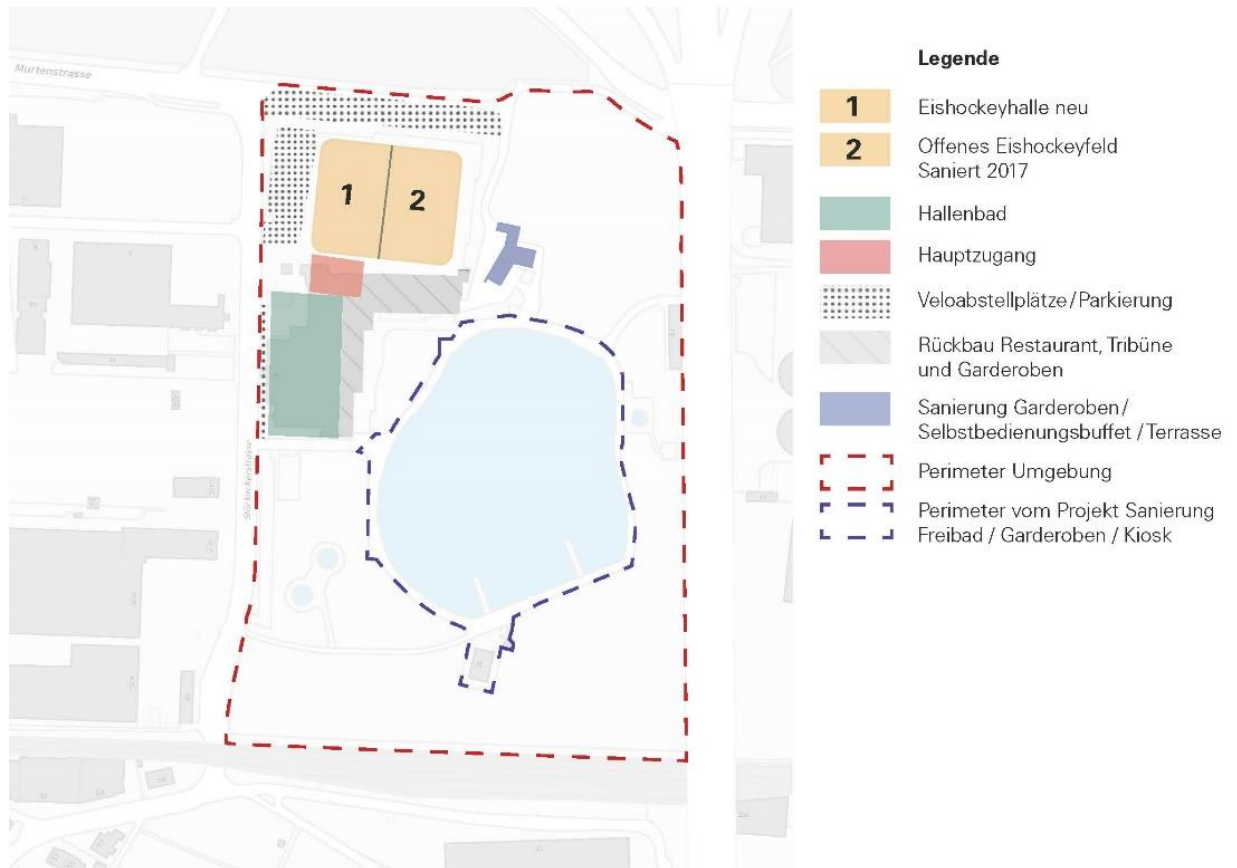 Murtenstrasse
1
2
Stöckackerstrasse
Legende
1 Eishockeyhalle neu
2 Offenes Eishockeyfeld
Saniert 2017
Hallenbad
Hauptzugang
Veloabstellplätze/Parkierung
Rückbau Restaurant, Tribüne
und Garderoben
Sanierung Garderoben/
Selbstbedienungsbuffet/Terrasse
Perimeter Umgebung
Perimeter vom Projekt Sanierung
Freibad / Garderoben / Kiosk